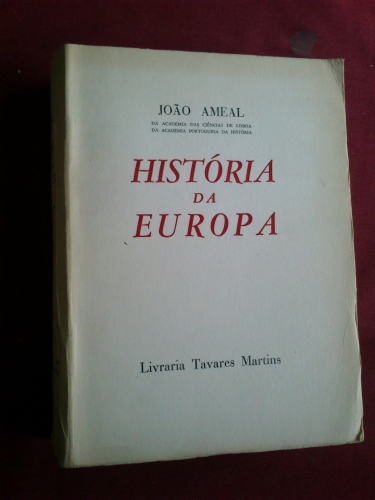 JOÃO AMEAL
DA ACADEMIA DAS CIÊNCIAS DE LISBOA
DA ACADEMIA PORTUGUESA DA HISTÓRIA
HISTÓRIA
DA
EUROPA
Livraria Tavares Martins